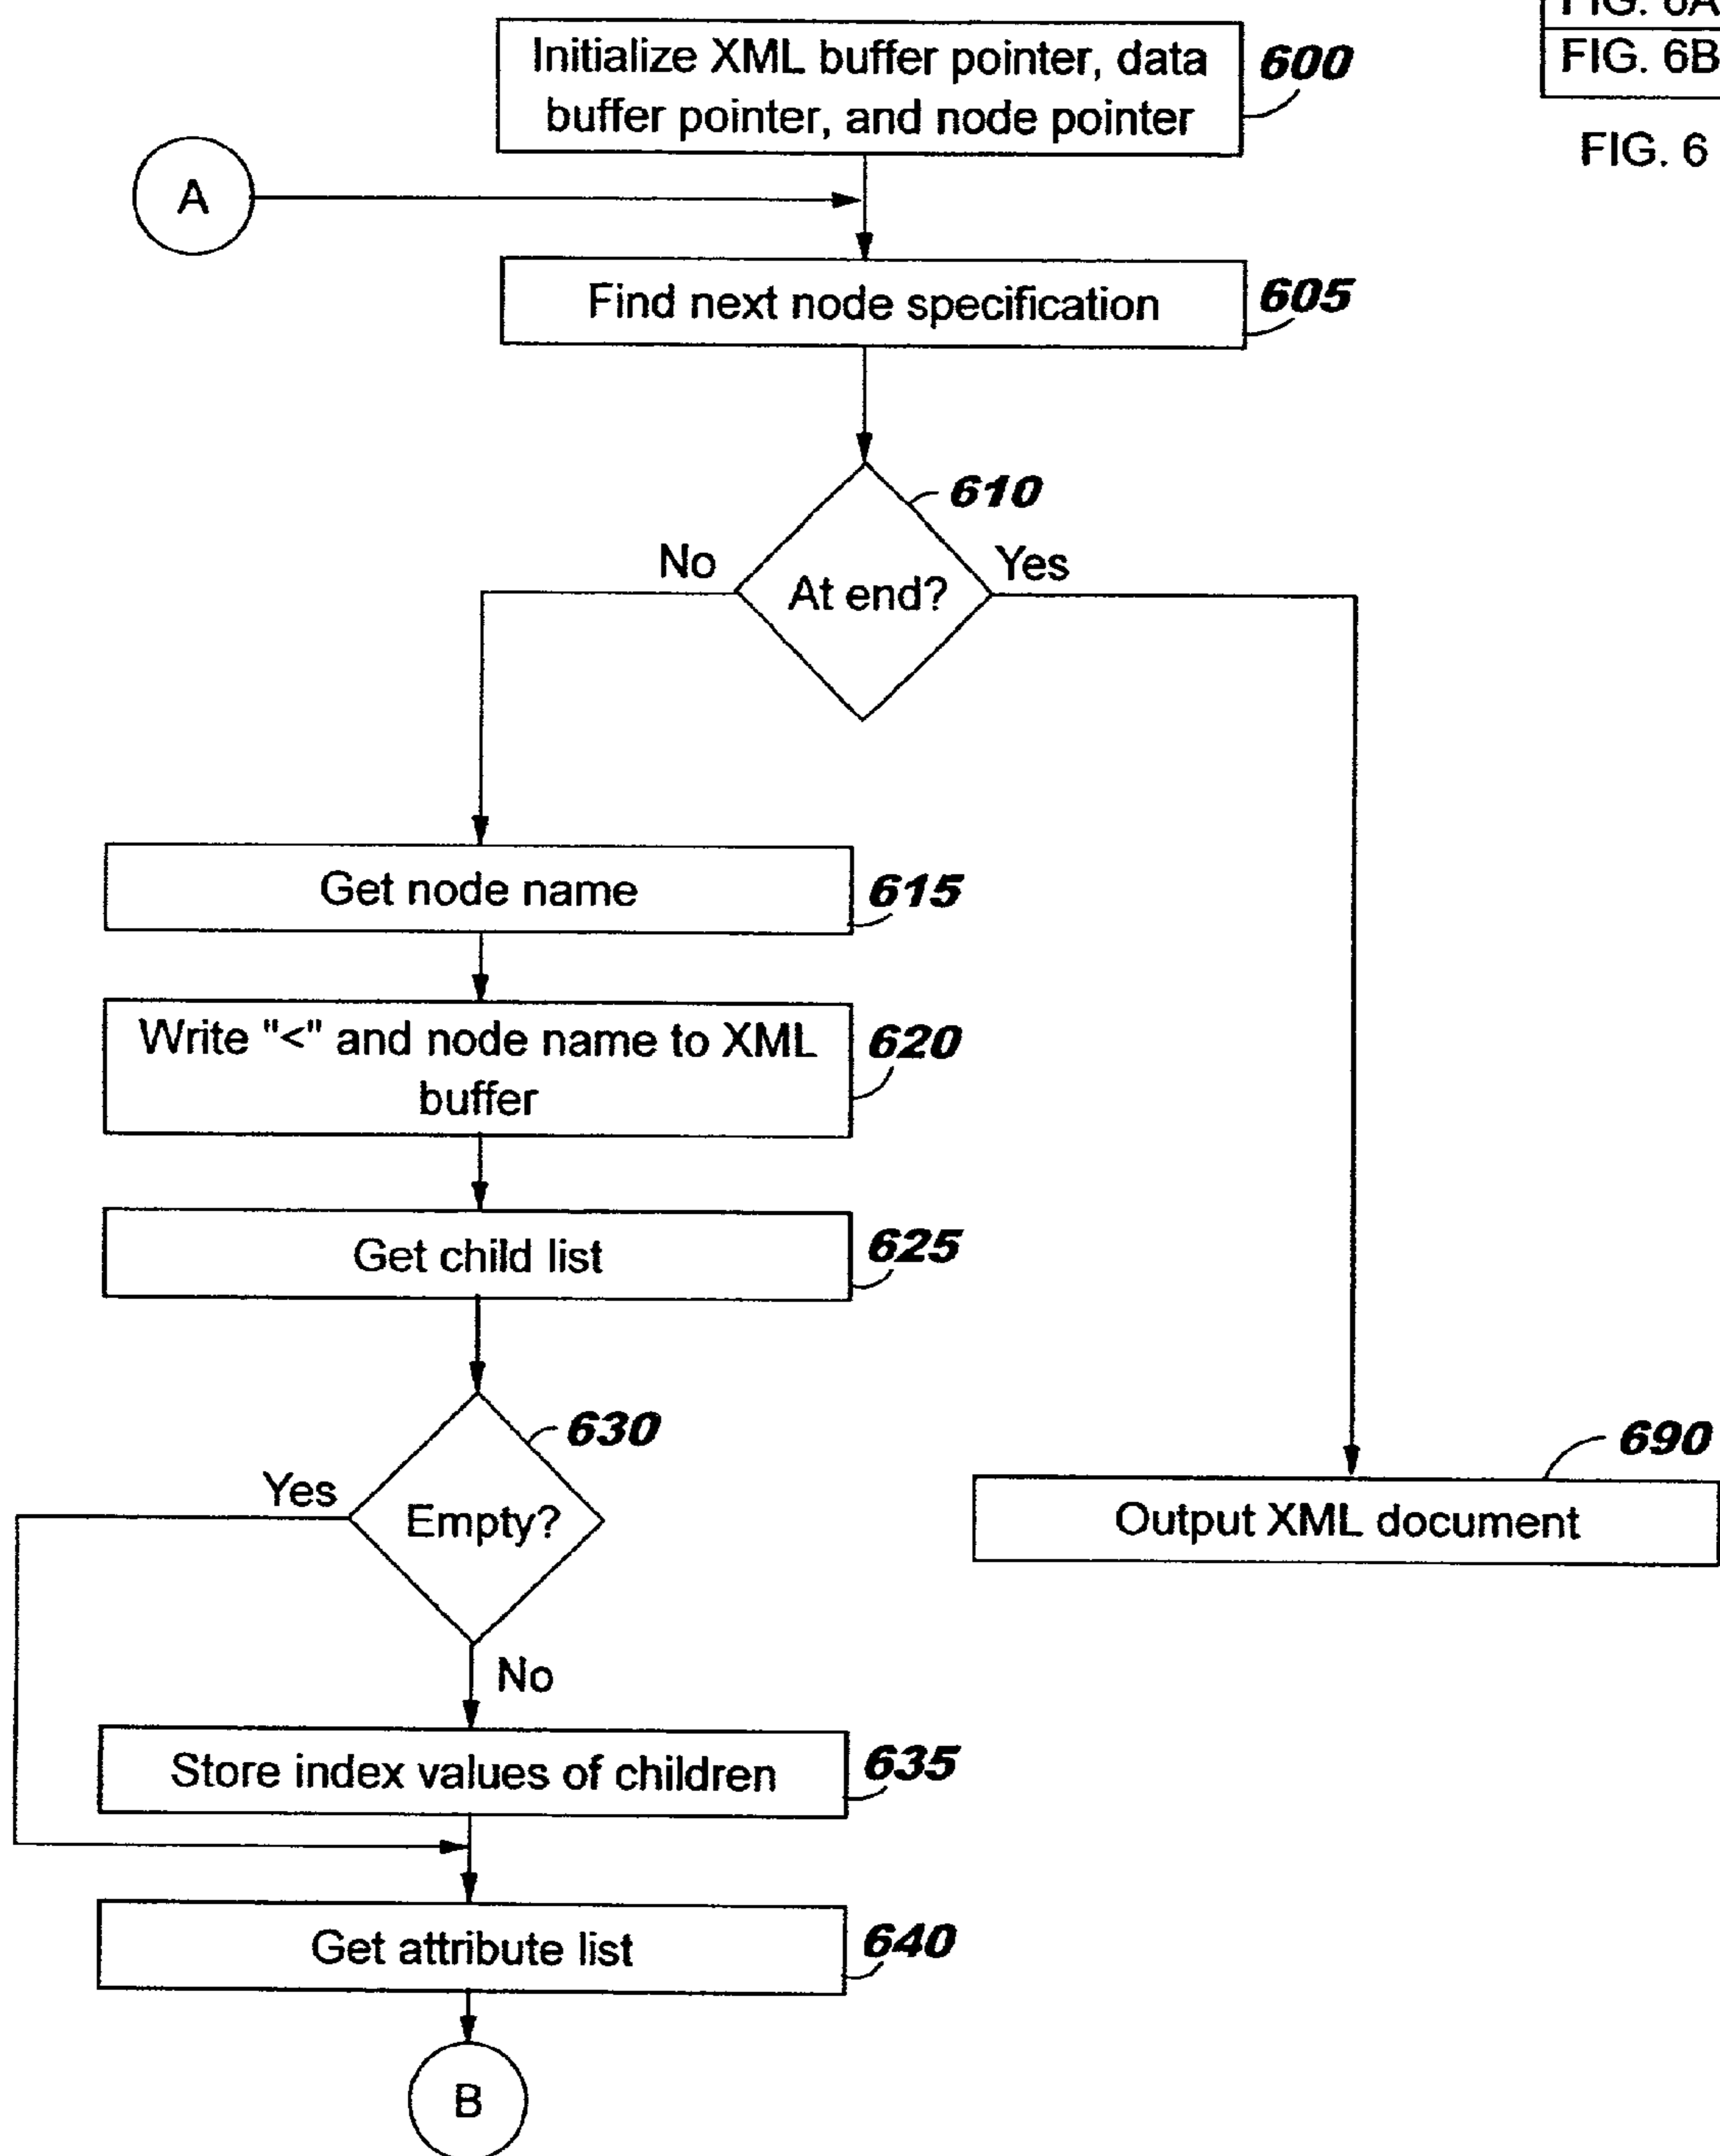 FIG. 6A
FIG. 6B
FIG. 6
Initialize XML buffer pointer, data
buffer pointer, and node pointer
600
A
Find next node specification
605
610
No
At end?
Yes
Get node name
615
Write "<" and node name to XML
buffer
620
Get child list
625
630
Yes
Empty?
No
690
Output XML document
Store index values of children
635
Get attribute list
640
B